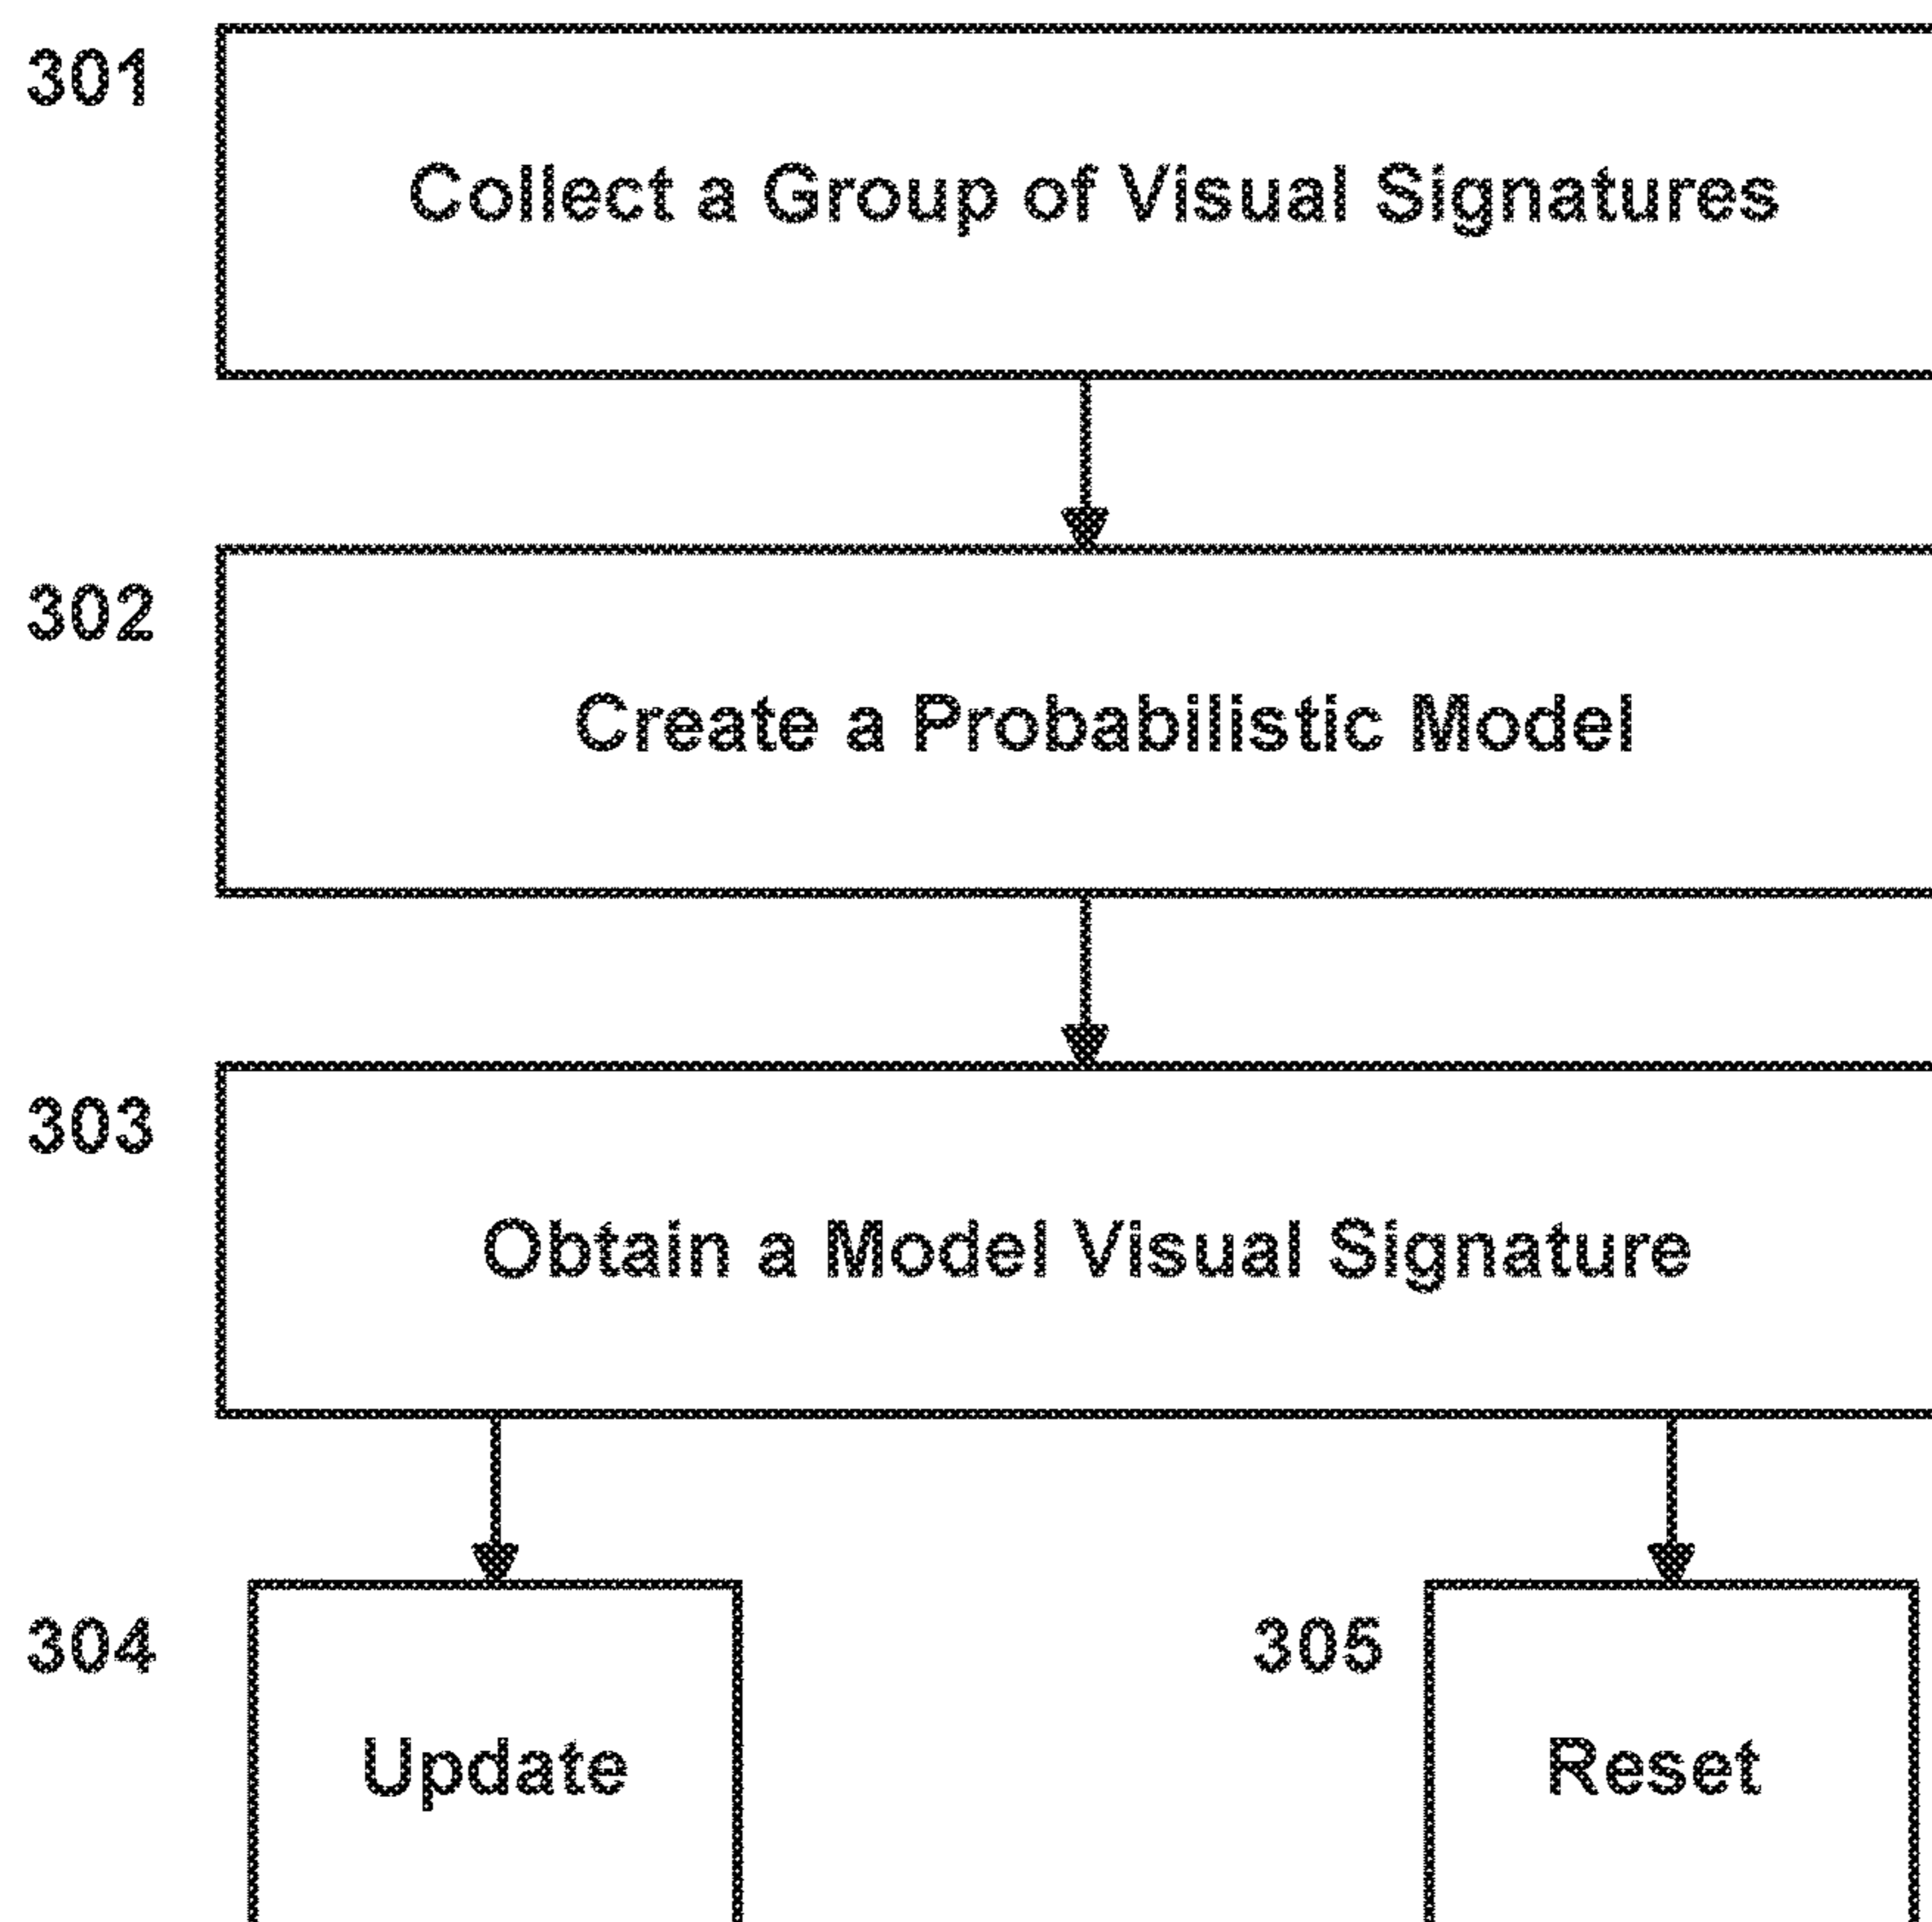 301
Collect a Group of Visual Signatures
302
Create a Probabilistic Model
303
Obtain a Model Visual Signature
304
Update
305
Reset